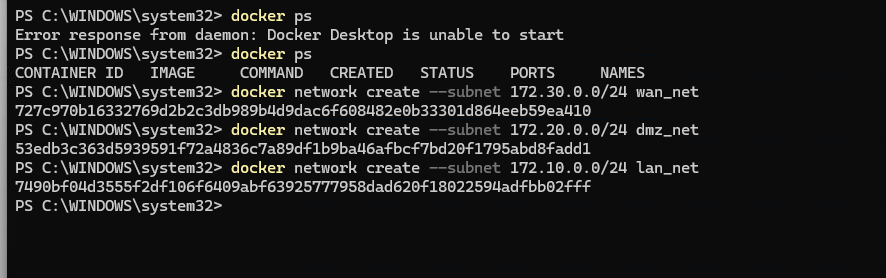 PS C:\WINDOWS\system32> docker ps
Error response from daemon: Docker Desktop is unable to start
PS C:\WINDOWS\system32> docker ps
CONTAINER ID   IMAGE     COMMAND   CREATED   STATUS    PORTS     NAMES
PS C:\WINDOWS\system32> docker network create --subnet 172.30.0.0/24 wan_net
727c970b16332769d2b2c3db989b4d9dac6f608482e0b33301d864eeb59ea410
PS C:\WINDOWS\system32> docker network create --subnet 172.20.0.0/24 dmz_net
53edb3c363d5939591f72a4836c7a89df1b9ba46afbcf7bd20f1795abd8fadd1
PS C:\WINDOWS\system32> docker network create --subnet 172.10.0.0/24 lan_net
7490bf04d3555f2df106f6409abf63925777958dad620f18022594adfbb02fff
PS C:\WINDOWS\system32>